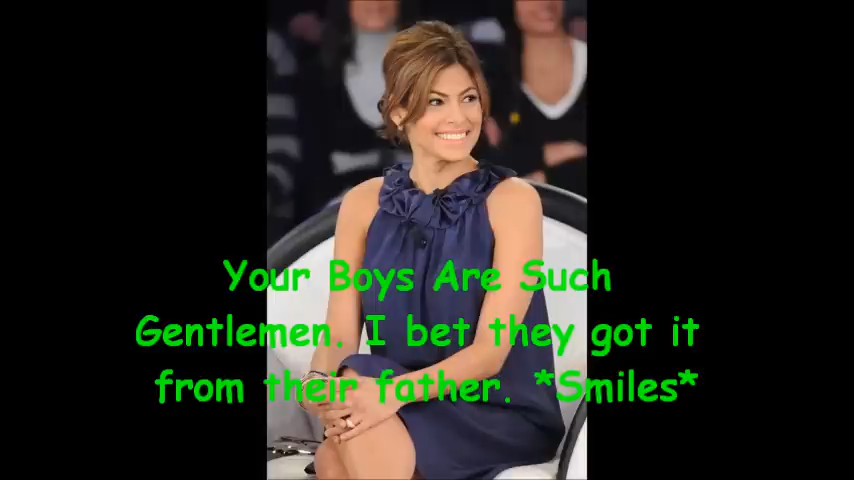 Your Boys Are Such
Gentlemen. I bet they got it
from their father. *Smiles*